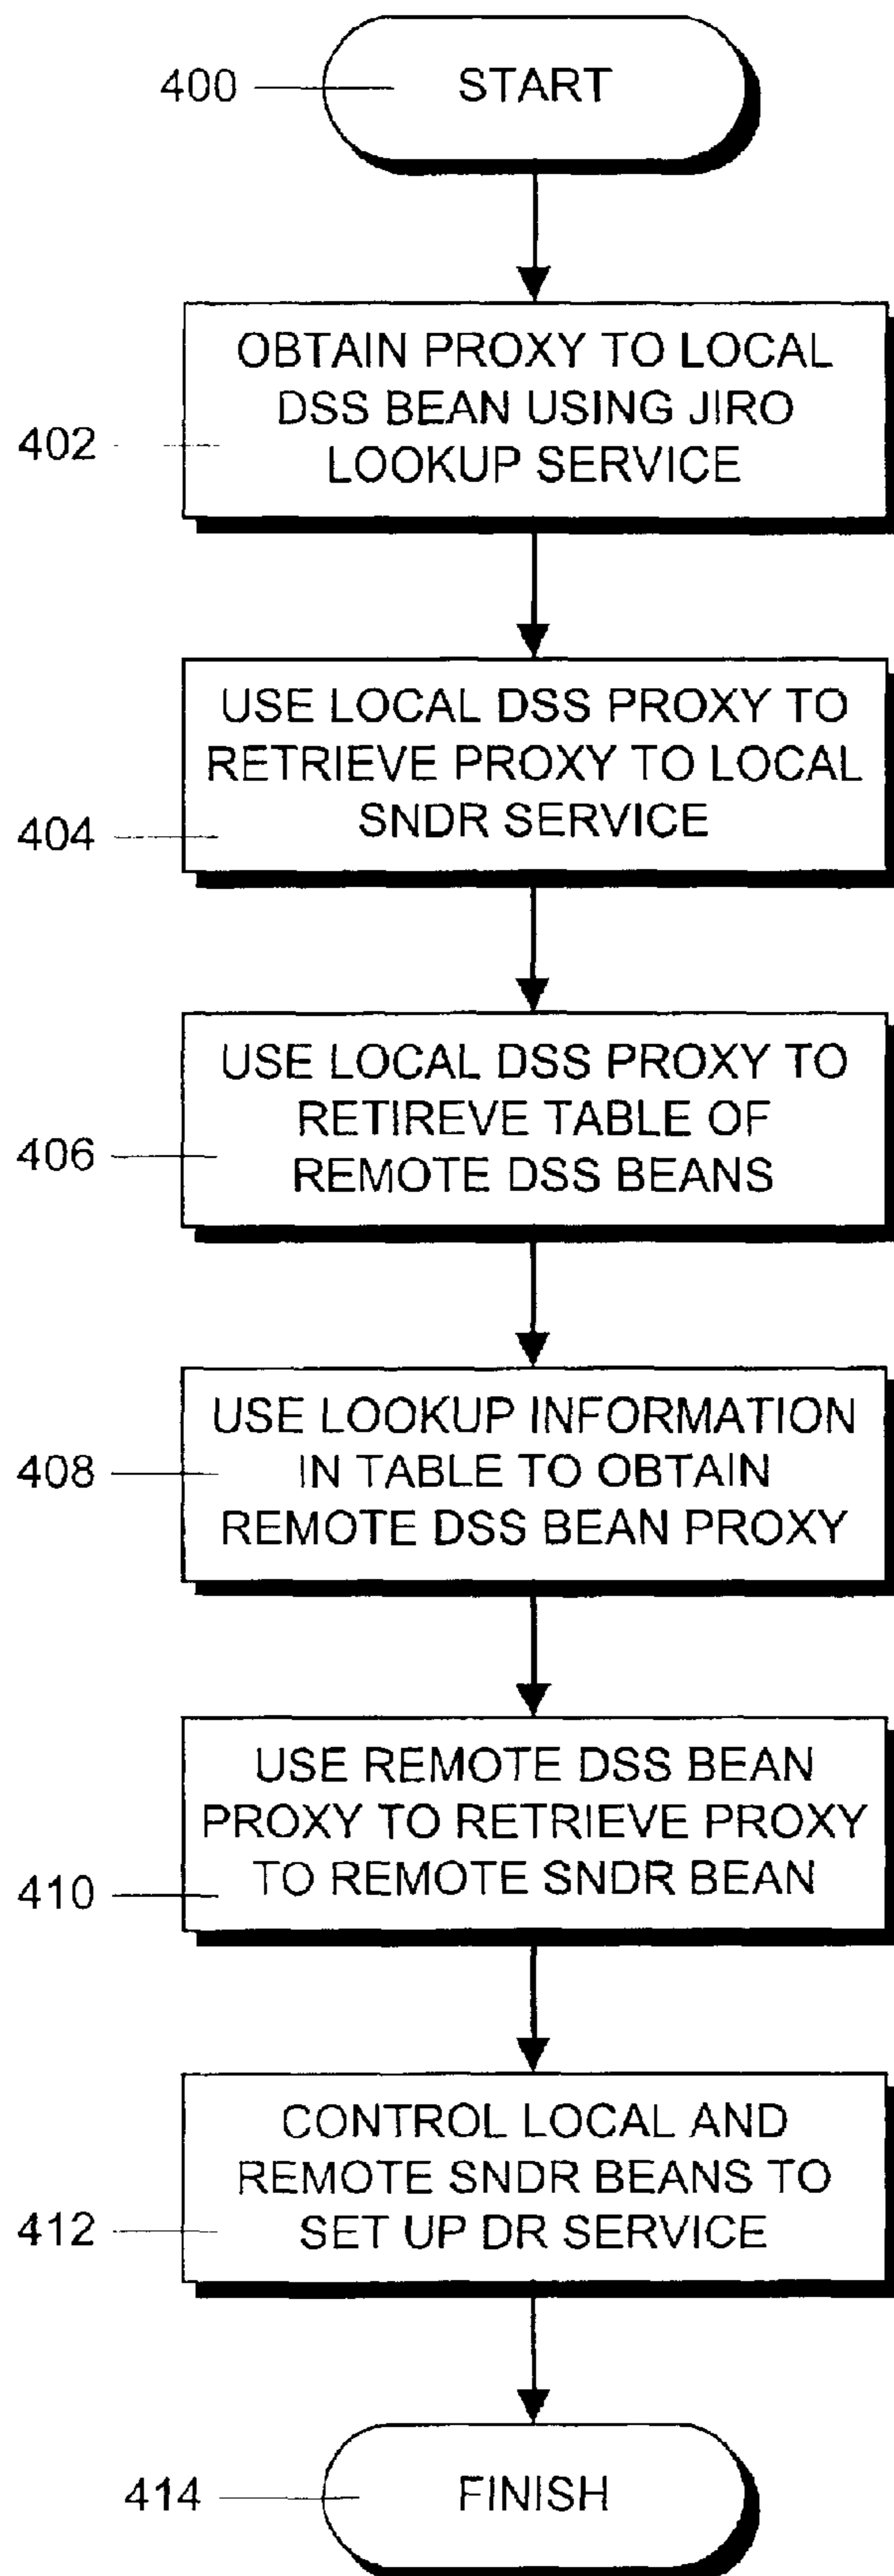 400
START
OBTAIN PROXY TO LOCAL
DSS BEAN USING JIRO
LOOKUP SERVICE
402
USE LOCAL DSS PROXY TO
RETRIEVE PROXY TO LOCAL
SNDR SERVICE
404
USE LOCAL DSS PROXY TO
RETIREVE TABLE OF
REMOTE DSS BEANS
406
USE LOOKUP INFORMATION
IN TABLE TO OBTAIN
REMOTE DSS BEAN PROXY
408
USE REMOTE DSS BEAN
PROXY TO RETRIEVE PROXY
TO REMOTE SNDR BEAN
410
CONTROL LOCAL AND
REMOTE SNDR BEANS TO
SET UP DR SERVICE
412
414
FINISH